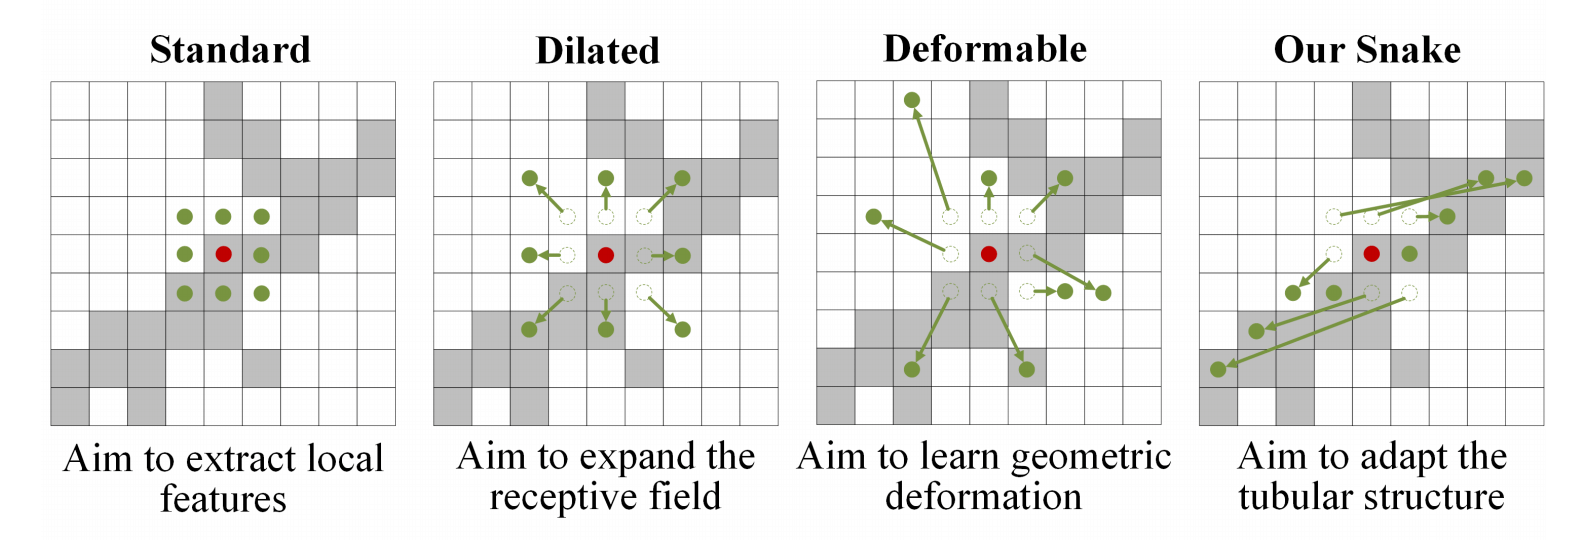 Standard
Dilated
Deformable
Our Snake
Aim to extract local
features
Aim to expand the
receptive field
Aim to learn geometric
deformation
Aim to adapt the
tubular structure